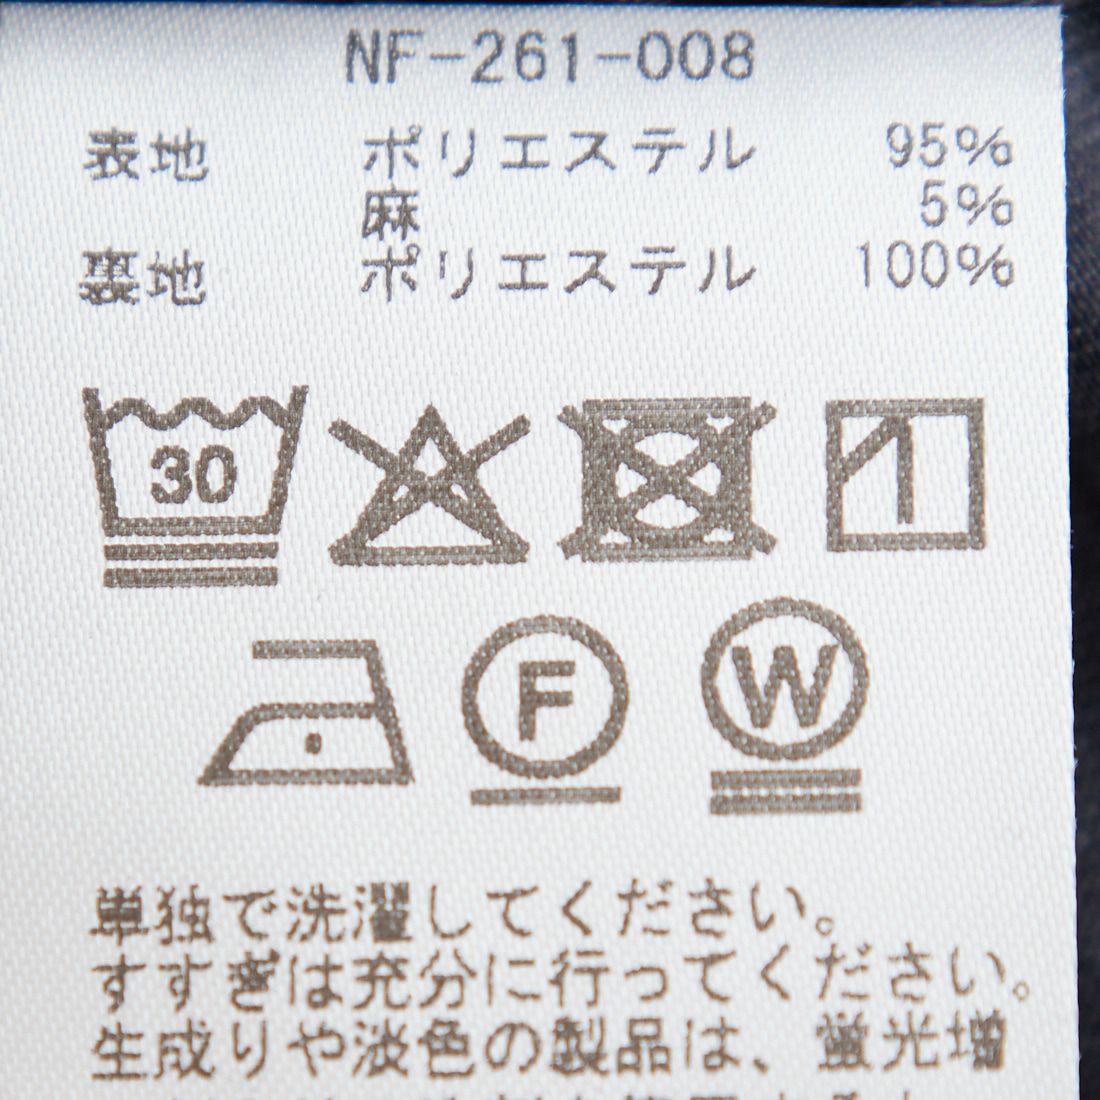 NF-261-008
表地 ポリエステル 95%
麻 5%
裏地 ポリエステル 100%
30
F W
単独で洗濯してください。
すすぎは充分に行ってください。
生成りや淡色の製品は、蛍光増